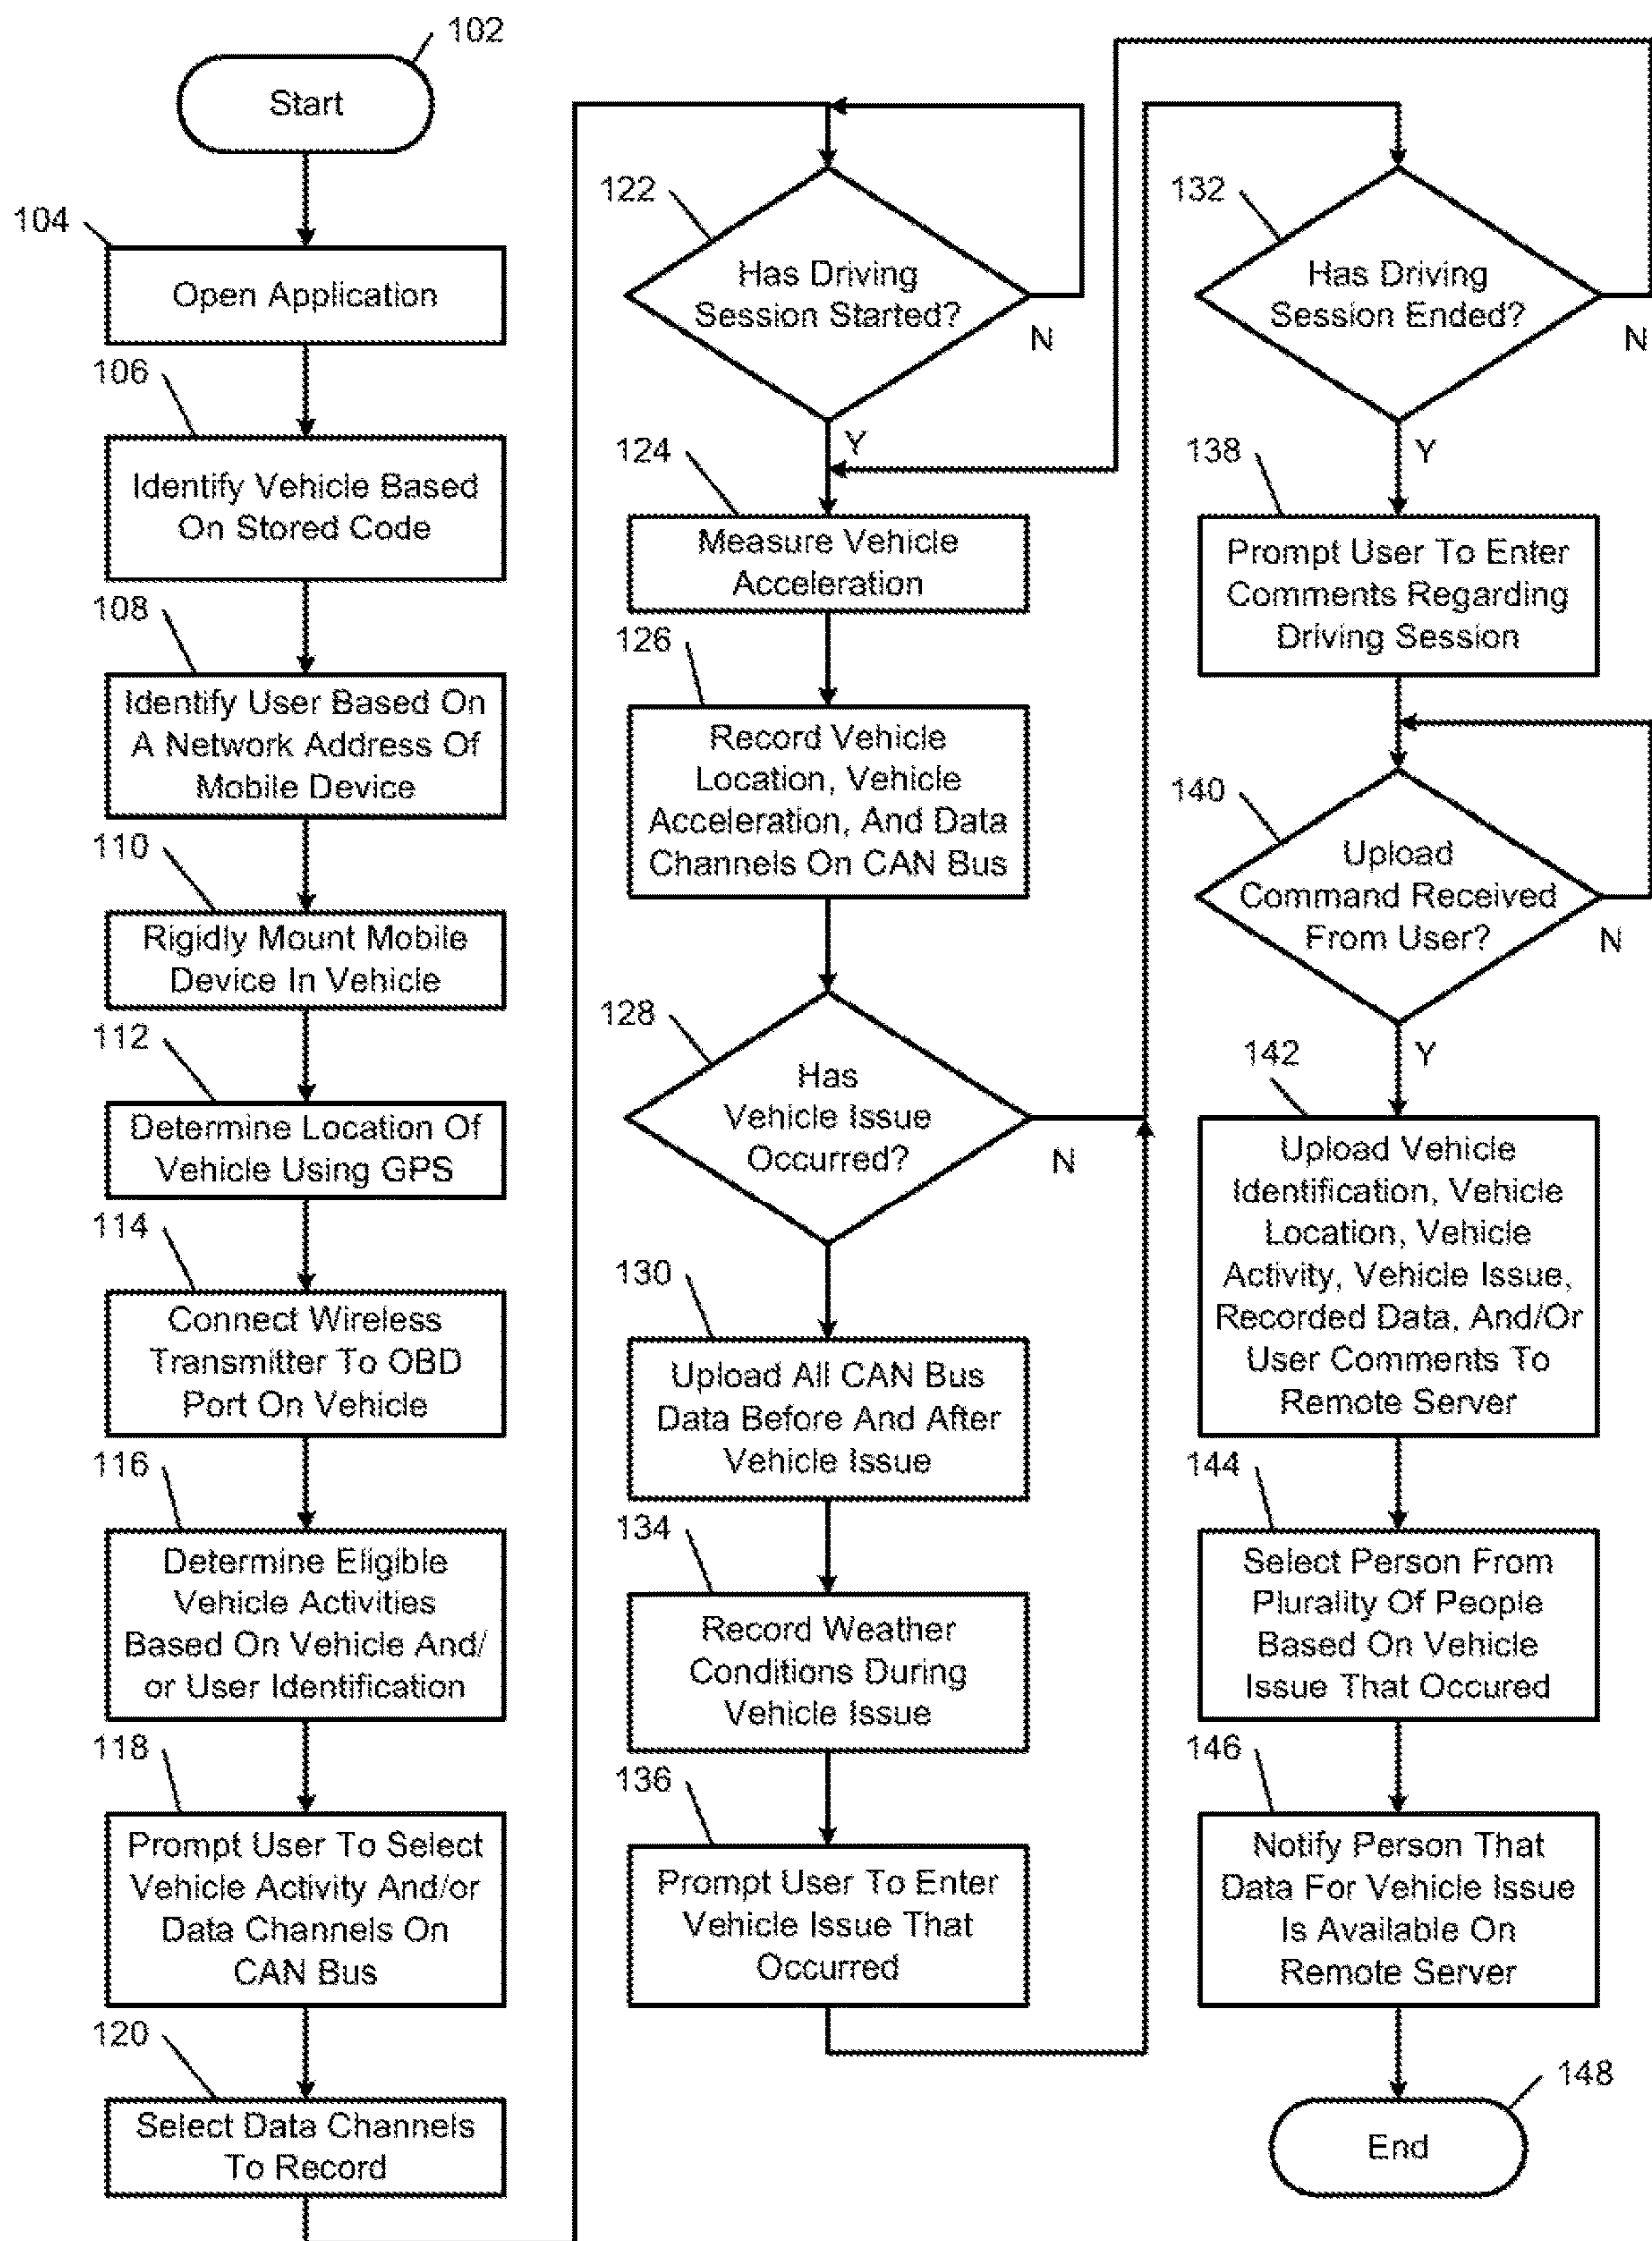 102
Start
104
Open Application
106
Identify Vehicle Based
On Stored Code
108
Identify User Based On
A Network Address Of
Mobile Device
110
Rigidly Mount Mobile
Device In Vehicle
112
Determine Location Of
Vehicle Using GPS
114
Connect Wireless
Transmitter To OBD
Port On Vehicle
116
Determine Eligible
Vehicle Activities
Based On Vehicle And/
or User Identification
118
Prompt User To Select
Vehicle Activity And/or
Data Channels On
CAN Bus
120
Select Data Channels
To Record
122
Has Driving
Session Started?
N
Y
124
Measure Vehicle
Acceleration
126
Record Vehicle
Location, Vehicle
Acceleration, And Data
Channels On CAN Bus
128
Has
Vehicle Issue
Occurred?
N
130
Upload All CAN Bus
Data Before And After
Vehicle Issue
134
Record Weather
Conditions During
Vehicle Issue
136
Prompt User To Enter
Vehicle Issue That
Occurred
132
Has Driving
Session Ended?
N
Y
138
Prompt User To Enter
Comments Regarding
Driving Session
140
Upload
Command Received
From User?
N
Y
142
Upload Vehicle
Identification, Vehicle
Location, Vehicle
Activity, Vehicle Issue,
Recorded Data, And/Or
User Comments To
Remote Server
144
Select Person From
Plurality Of People
Based On Vehicle
Issue That Occured
146
Notify Person That
Data For Vehicle Issue
Is Available On
Remote Server
148
End